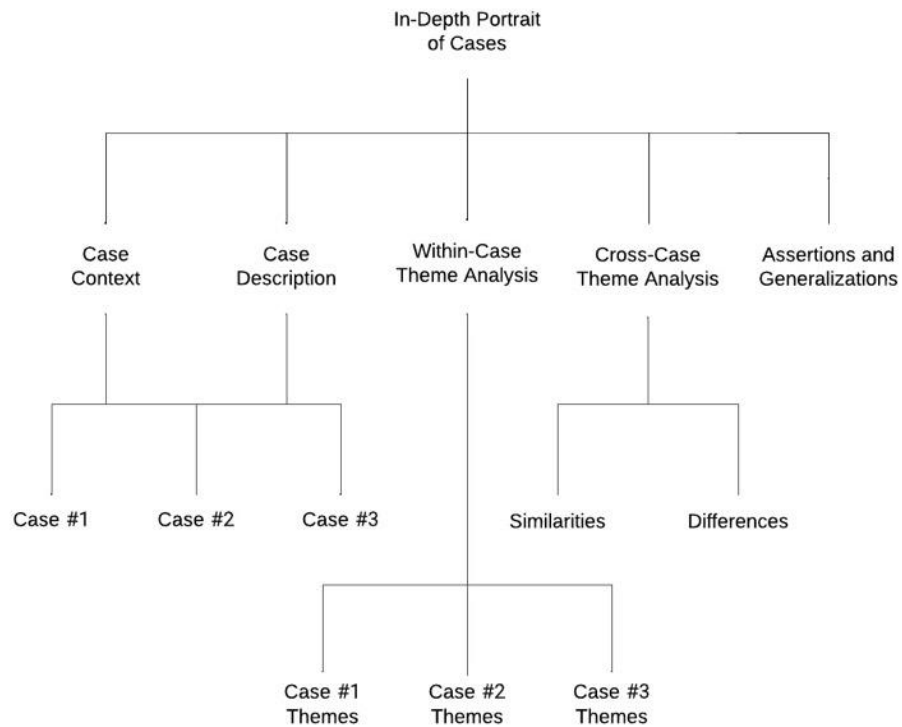 In-Depth Portrait
of Cases
Case
Context
Case
Description
Within-Case
Theme Analysis
Cross-Case
Theme Analysis
Assertions and
Generalizations
Case #1
Case #2
Case #3
Similarities
Differences
Case #1
Themes
Case #2
Themes
Case #3
Themes